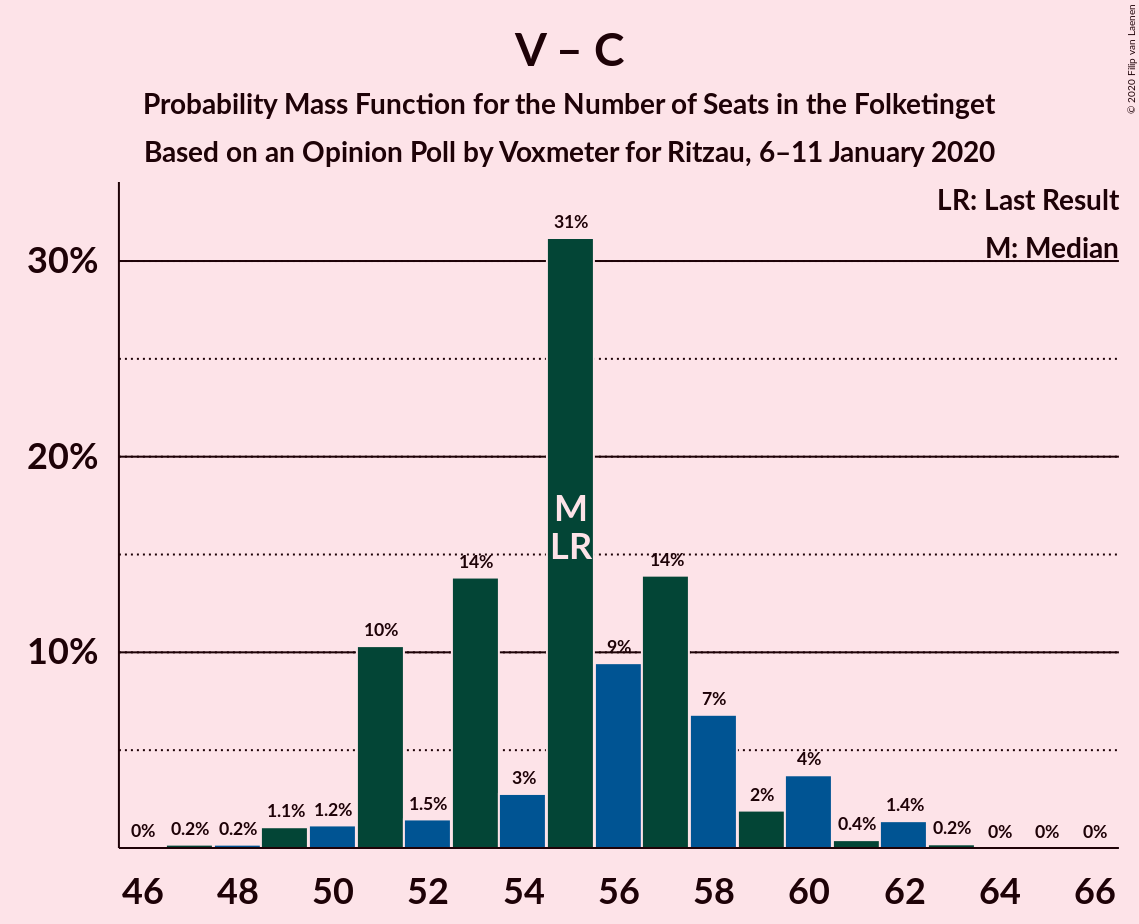 V – C
Probability Mass Function for the Number of Seats in the Folketinget
Based on an Opinion Poll by Voxmeter for Ritzau, 6–11 January 2020
© 2020 Filip van Laenen
LR: Last Result
M: Median
30%
20%
10%
0%
0.2%
0.2%
1.1%
1.2%
10%
1.5%
14%
3%
31%
M
LR
9%
14%
7%
2%
4%
0.4%
1.4%
0.2%
0%
0%
0%
46 48 50 52 54 56 58 60 62 64 66